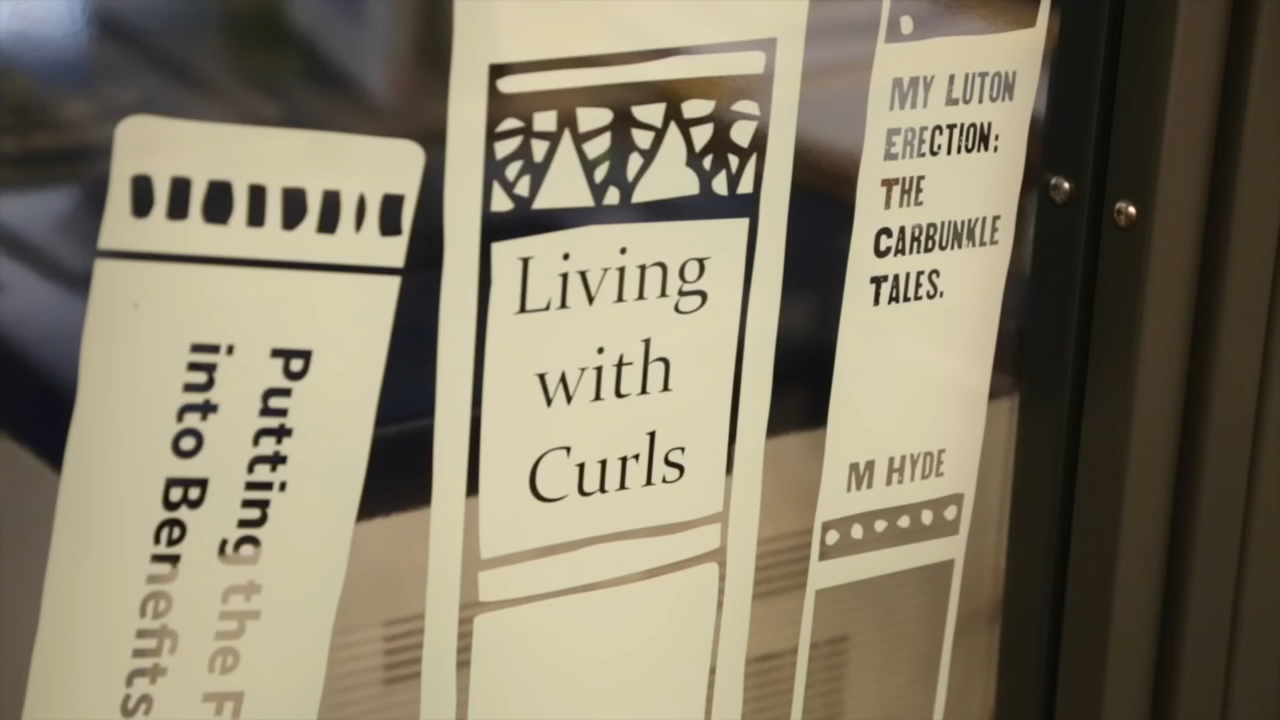 Putting the F
into Benefits
Living
with
Curls
MY LUTON
ERECTION:
THE
CARBUNKLE
TALES.
M HYDE